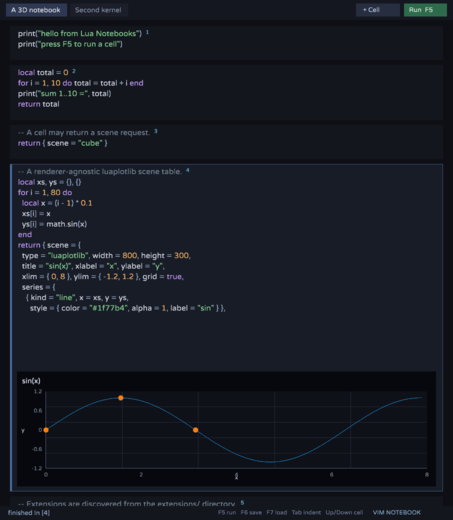 A 3D notebook
Second kernel
+ Cell
Run F5
print("hello from Lua Notebooks") 1
print("press F5 to run a cell")
local total = 0 2
for i = 1, 10 do total = total + i end
print("sum 1..10 =", total)
return total
-- A cell may return a scene request. 3
return { scene = "cube" }
-- A renderer-agnostic luaplotlib scene table. 4
local xs, ys = {}, {}
for i = 1, 80 do
local x = (i - 1) * 0.1
xs[i] = x
ys[i] = math.sin(x)
end
return { scene = {
type = "luaplotlib", width = 800, height = 300,
title = "sin(x)", xlabel = "x", ylabel = "y",
xlim = { 0, 8 }, ylim = { -1.2, 1.2 }, grid = true,
series = {
{ kind = "line", x = xs, y = ys,
style = { color = "#1f77b4", alpha = 1, label = "sin" } },
sin(x)
1.2
0.6
y 0
-0.6
-1.2
0 2 4 6 8
x
-- Extensions are discovered from the extensions/ directory. 5
finished in [4]
F5 run F6 save F7 load Tab indent Up/Down cell
VIM NOTEBOOK